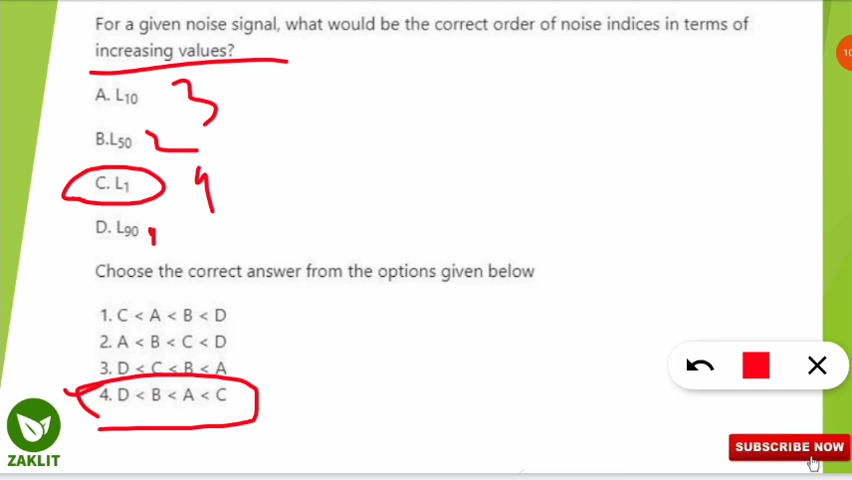 For a given noise signal, what would be the correct order of noise indices in terms of
increasing values?
A. L10 3
B.L50 2
C. L1 4
D. L90 1
Choose the correct answer from the options given below
1. C < A < B < D
2. A < B < C < D
3. D < C < B < A
4. D < B < A < C
ZAKLIT
SUBSCRIBE NOW
10